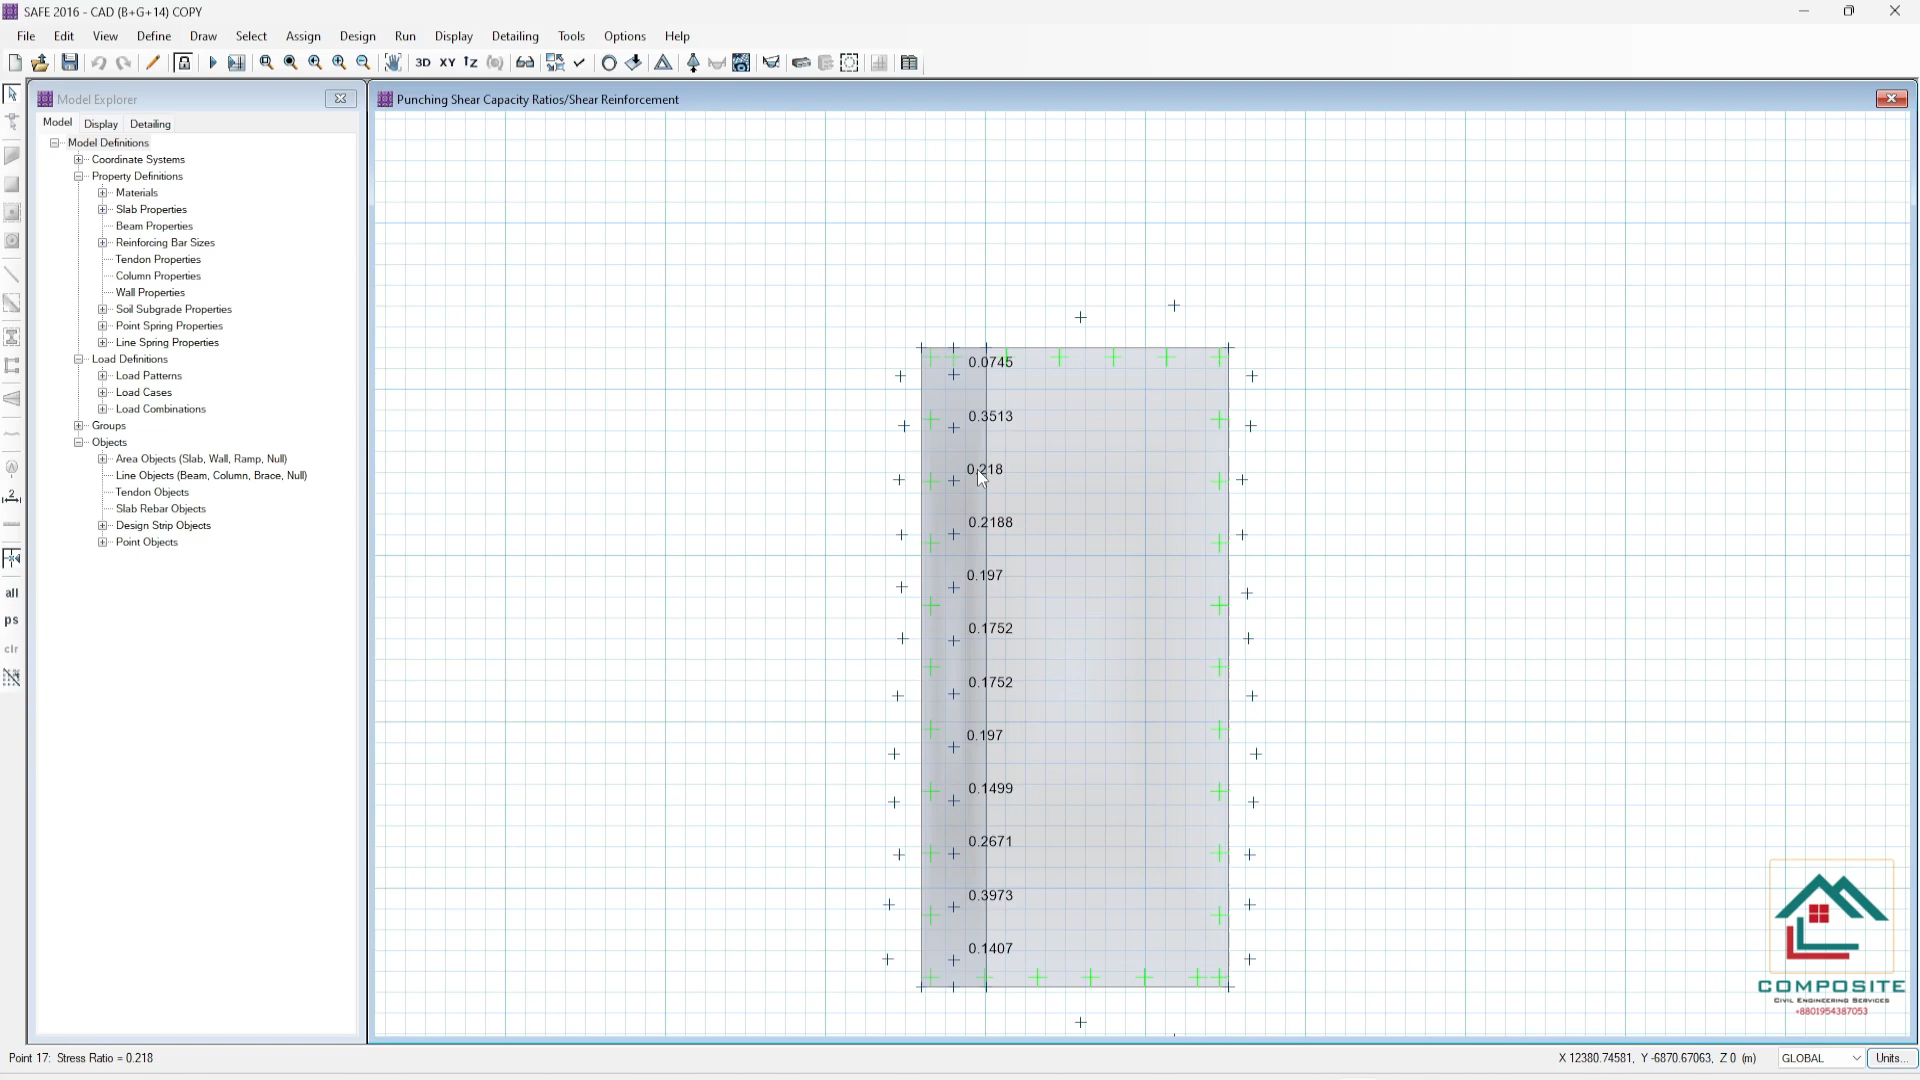 SAFE 2016 - CAD (B+G+14) COPY
File Edit View Define Draw Select Assign Design Run Display Detailing Tools Options Help
3D XY
Model Explorer
Punching Shear Capacity Ratios/Shear Reinforcement
Model Display Detailing
Model Definitions
Coordinate Systems
Property Definitions
Materials
Slab Properties
Beam Properties
Reinforcing Bar Sizes
Tendon Properties
Column Properties
Wall Properties
Soil Subgrade Properties
Point Spring Properties
Line Spring Properties
Load Definitions
Load Patterns
Load Cases
Load Combinations
Groups
Objects
Area Objects (Slab, Wall, Ramp, Null)
Line Objects (Beam, Column, Brace, Null)
Tendon Objects
Slab Rebar Objects
Design Strip Objects
Point Objects
all
ps
clr
0.0745
0.3513
0.218
0.2188
0.197
0.1752
0.1752
0.197
0.1499
0.2671
0.3973
0.1407
COMPOSITE
CIVIL ENGINEERING SERVICES
+8801954387053
Point 17: Stress Ratio = 0.218
X 12380.74581, Y -6870.67063, Z 0 (m)
GLOBAL
Units...